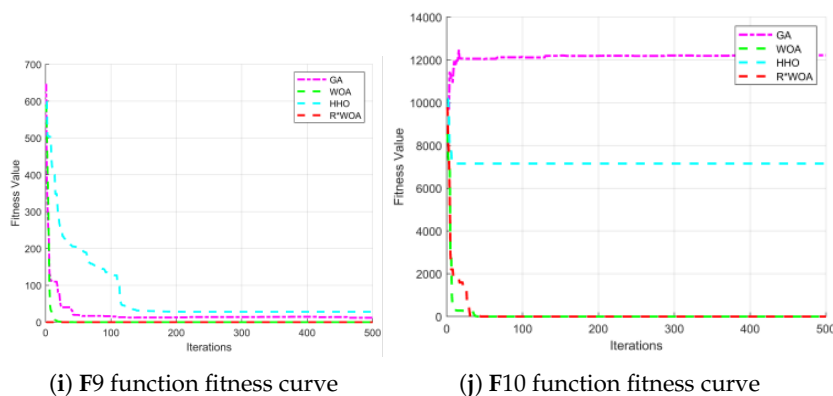 700
600
500
400
300
200
100
0
Fitness Value
0 100 200 300 400 500
Iterations
GA
WOA
HHO
R*WOA
(i) F9 function fitness curve
14000
12000
10000
8000
6000
4000
2000
0
Fitness Value
0 100 200 300 400 500
Iterations
GA
WOA
HHO
R*WOA
(j) F10 function fitness curve